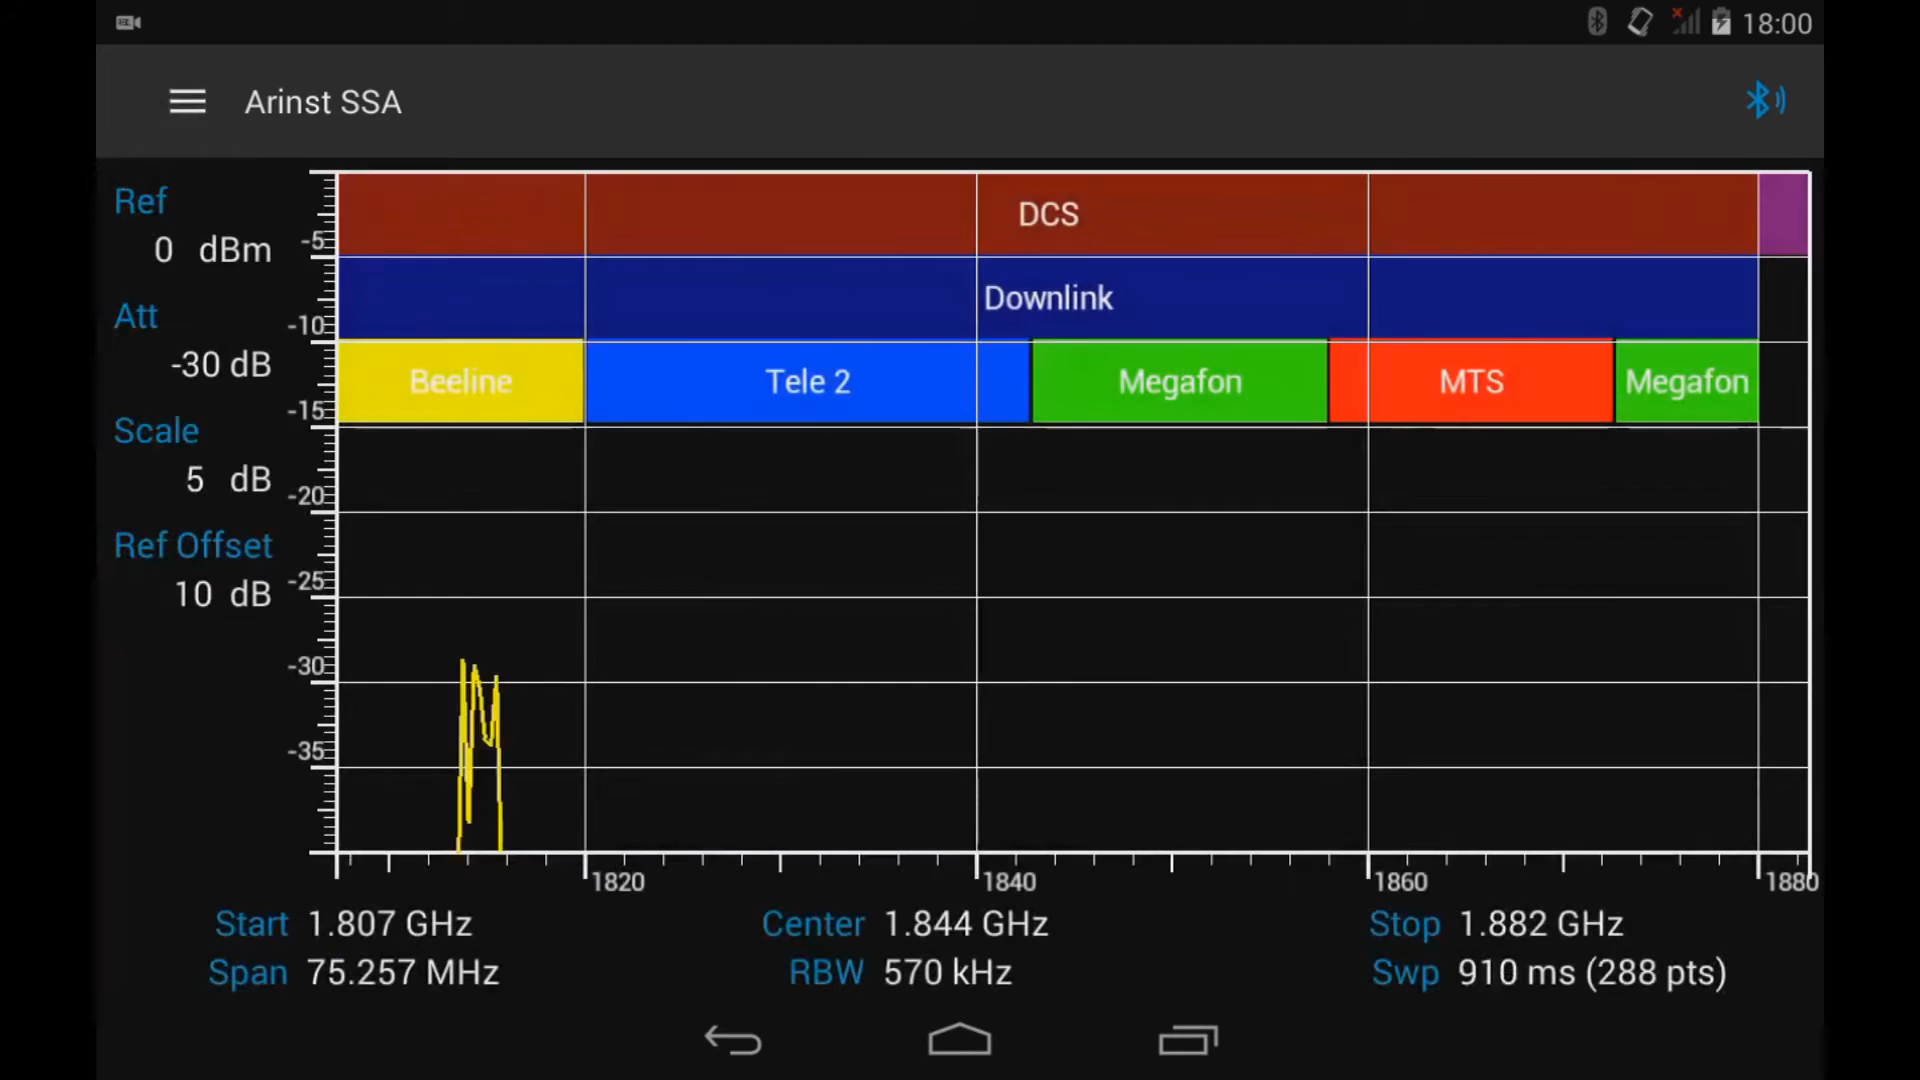 18:00
Arinst SSA
Ref
0 dBm
Att
-30 dB
Scale
5 dB
Ref Offset
10 dB
-5
-10
-15
-20
-25
-30
-35
DCS
Downlink
Beeline Tele 2 Megafon MTS Megafon
1820 1840 1860 1880
Start 1.807 GHz Center 1.844 GHz Stop 1.882 GHz
Span 75.257 MHz RBW 570 kHz Swp 910 ms (288 pts)